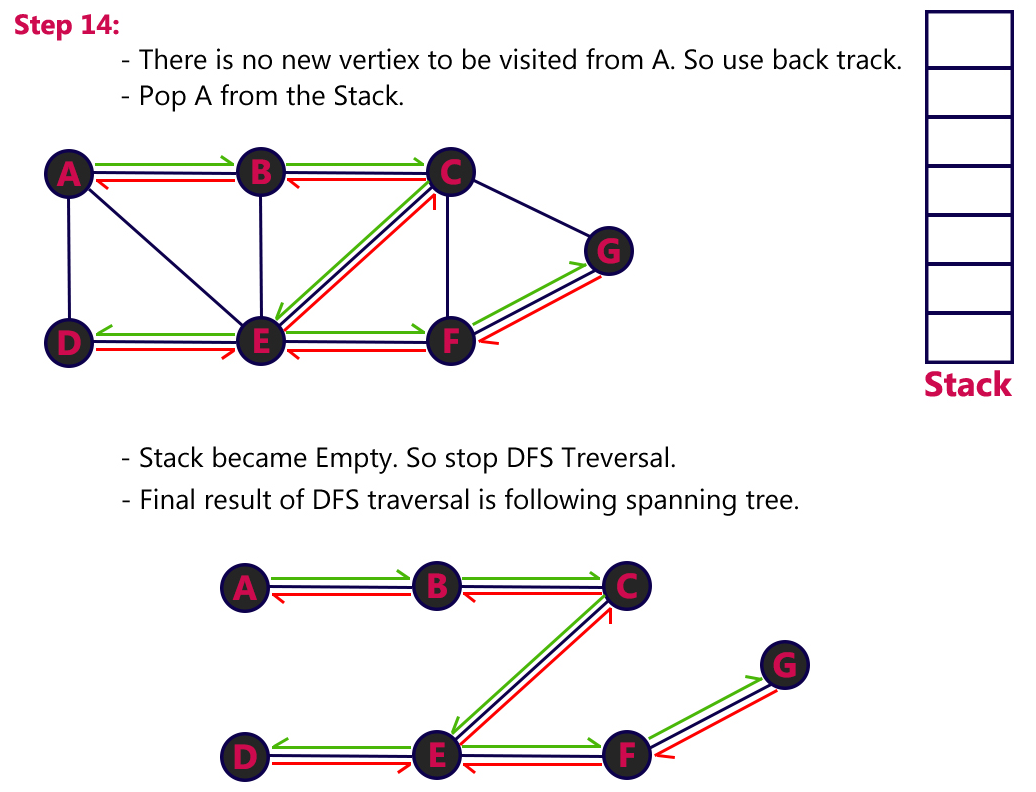 Step 14:
- There is no new vertiex to be visited from A. So use back track.
- Pop A from the Stack.
A B C
G
D E F
Stack
- Stack became Empty. So stop DFS Treversal.
- Final result of DFS traversal is following spanning tree.
A B C
G
D E F